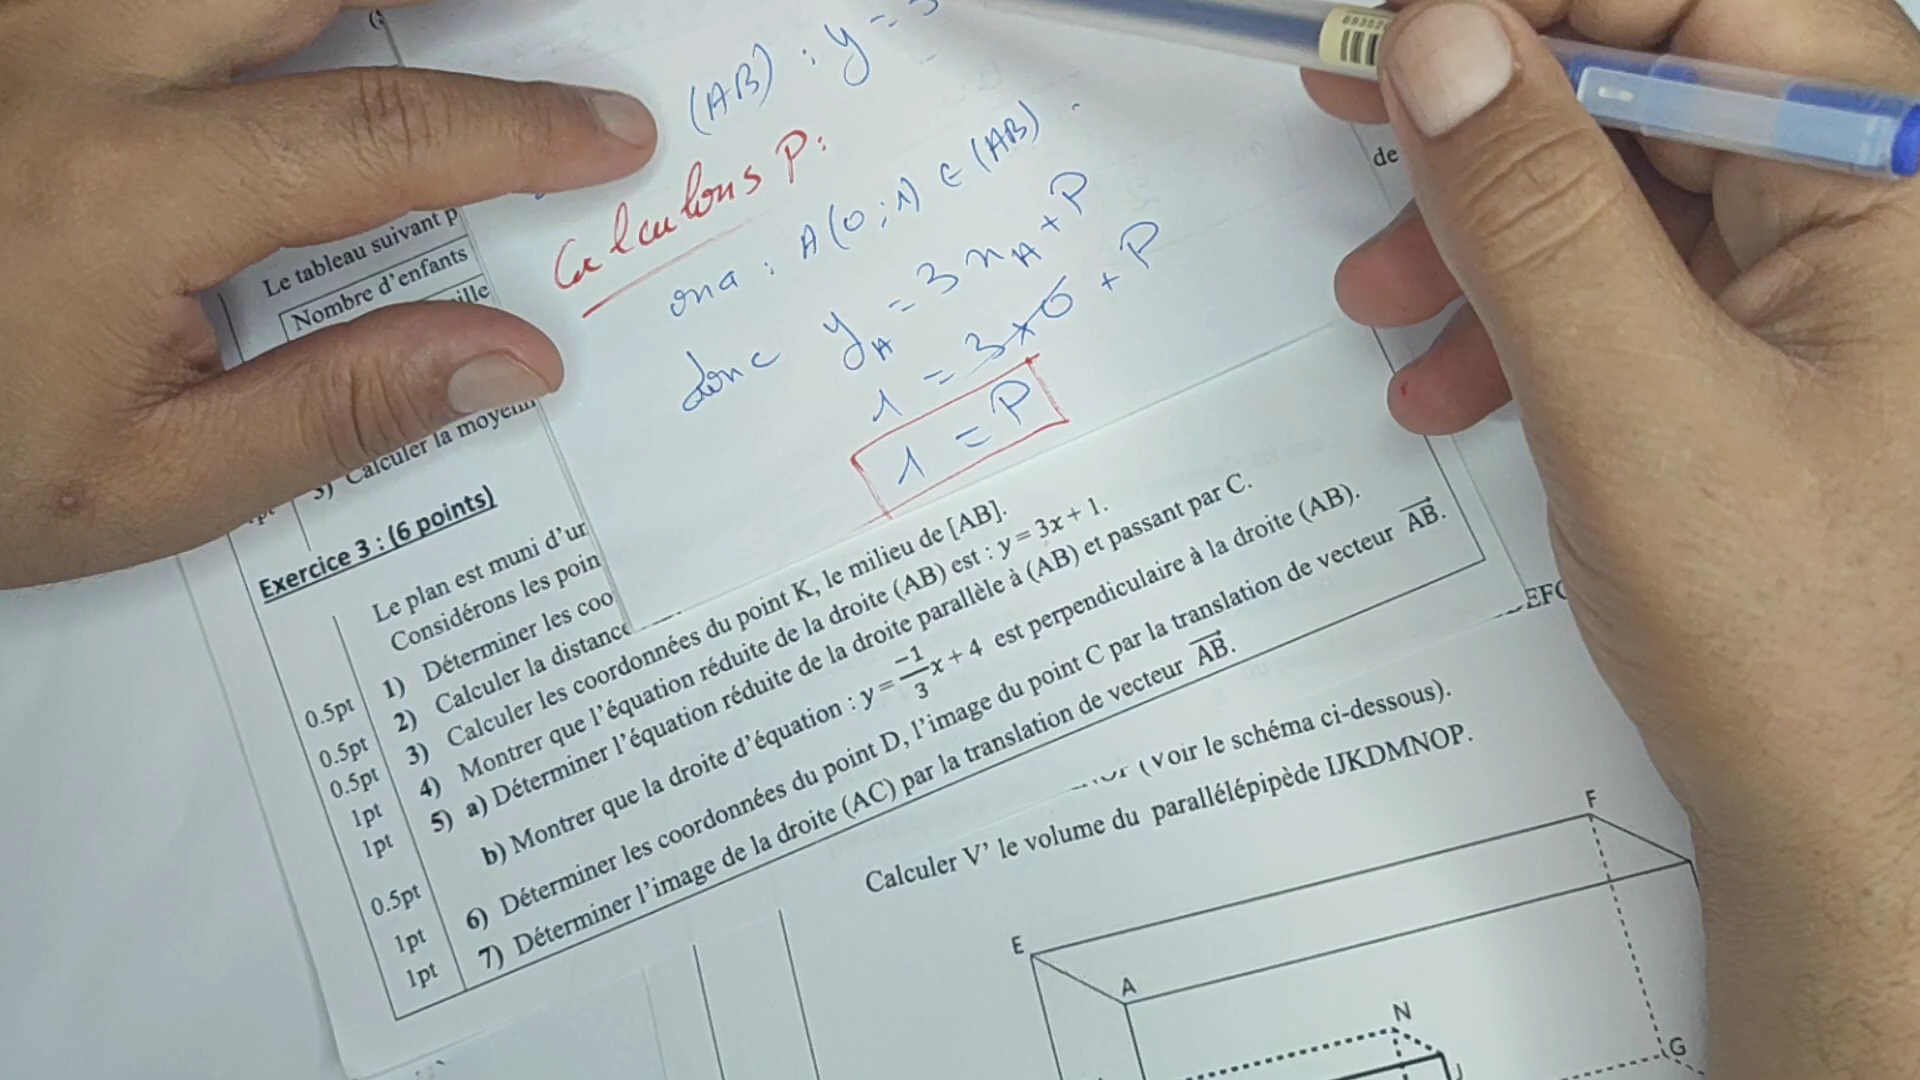 (AB) : y = 3
Calculons P :
ona : A(0 ; 1) ∈ (AB) .
donc yA = 3xA + P
1 = 3×0 + P
1 = P
de
Le tableau suivant p
Nombre d'enfants
ille
3) Calculer la moyenn
Exercice 3 : (6 points)
Le plan est muni d'ur
Considérons les poin
0.5pt 1) Déterminer les coo
0.5pt 2) Calculer la distance
0.5pt 3) Calculer les coordonnées du point K, le milieu de [AB].
1pt 4) Montrer que l'équation réduite de la droite (AB) est : y = 3x + 1.
1pt 5) a) Déterminer l'équation réduite de la droite parallèle à (AB) et passant par C.
0.5pt b) Montrer que la droite d'équation : y = -1/3 x + 4 est perpendiculaire à la droite (AB).
1pt 6) Déterminer les coordonnées du point D, l'image du point C par la translation de vecteur AB.
1pt 7) Déterminer l'image de la droite (AC) par la translation de vecteur AB.
EFG
(Voir le schéma ci-dessous).
Calculer V' le volume du parallélépipède IJKDMNOP.
F
E
A
N
G